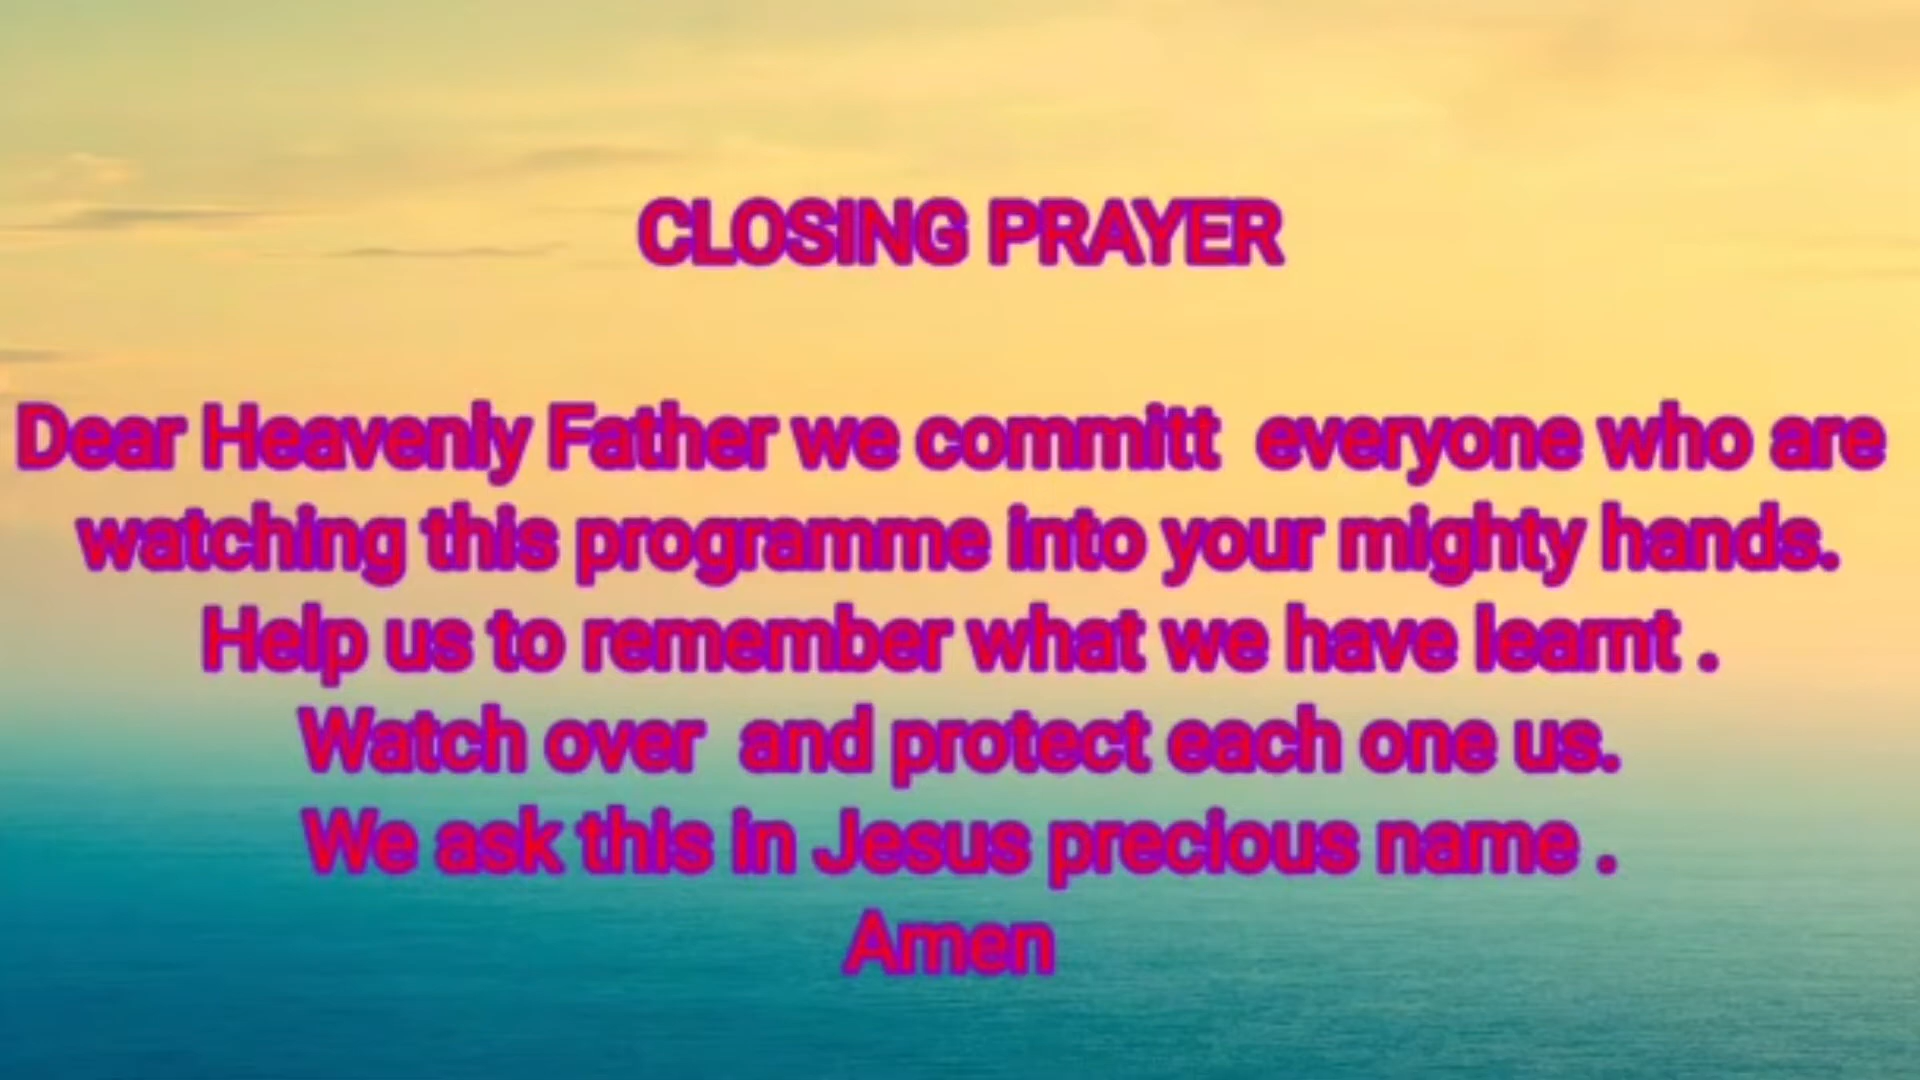 CLOSING PRAYER
Dear Heavenly Father we committ everyone who are
watching this programme into your mighty hands.
Help us to remember what we have learnt .
Watch over and protect each one us.
We ask this in Jesus precious name .
Amen